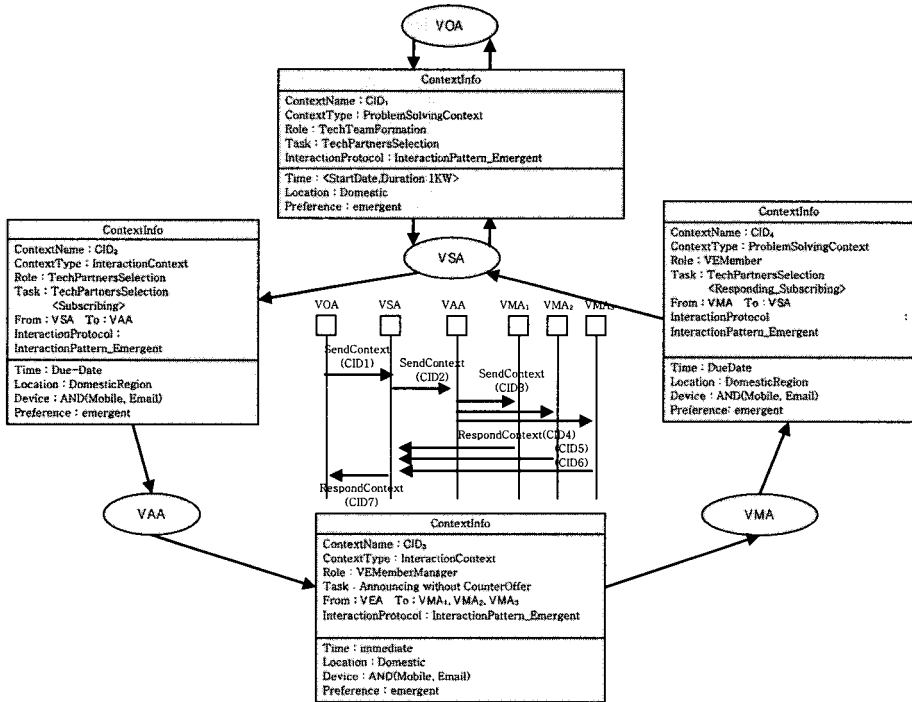 VOA
ContextInfo
ContextName : CID₁
ContextType : ProblemSolvingContext
Role : TechTeamFormation
Task : TechPartnersSelection
InteractionProtocol : InteractionPattern_Emergent
Time : <StartDate,Duration:1KW>
Location : Domestic
Preference : emergent
VSA
ContextInfo
ContextName : CID₂
ContextType : InteractionContext
Role : TechPartnersSelection
Task : TechPartnersSelection
<Subscribing>
From : VSA To : VAA
InteractionProtocol :
InteractionPattern_Emergent
Time : Due-Date
Location : DomesticRegion
Device : AND(Mobile, Email)
Preference : emergent
ContextInfo
ContextName : CID₄
ContextType : ProblemSolvingContext
Role : VEMember
Task : TechPartnersSelection
<Responding_Subscribing>
From : VMA To : VSA
InteractionProtocol :
InteractionPattern_Emergent
Time : DueDate
Location : DomesticRegion
Device : AND(Mobile, Email)
Preference : emergent
VOA VSA VAA VMA₁ VMA₂ VMA₃
SendContext
(CID1)
SendContext
(CID2)
SendContext
(CID3)
RespondContext(CID4)
(CID5)
(CID6)
RespondContext
(CID7)
VAA
VMA
ContextInfo
ContextName : CID₃
ContextType : InteractionContext
Role : VEMemberManager
Task . Announcing without CounterOffer
From : VEA To : VMA₁, VMA₂, VMA₃
InteractionProtocol : InteractionPattern_Emergent
Time : immediate
Location : Domestic
Device : AND(Mobile, Email)
Preference : emergent